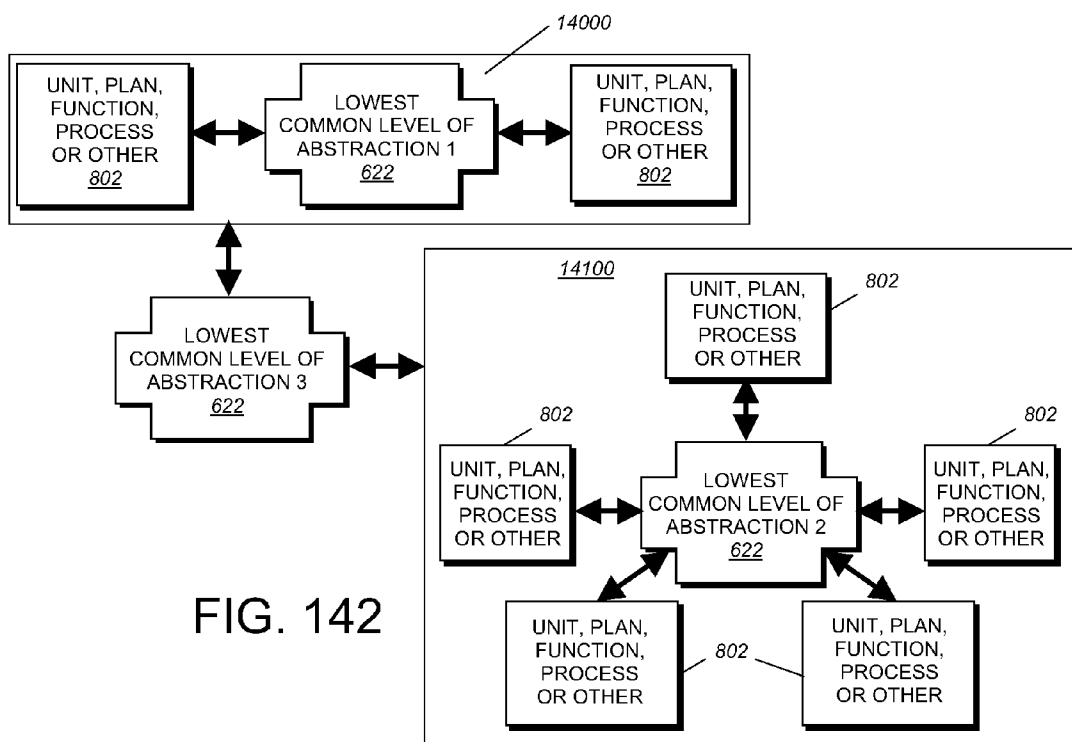 14000
UNIT, PLAN,
FUNCTION,
PROCESS
OR OTHER
802
LOWEST
COMMON LEVEL OF
ABSTRACTION 1
622
UNIT, PLAN,
FUNCTION,
PROCESS
OR OTHER
802
LOWEST
COMMON LEVEL OF
ABSTRACTION 3
622
14100
UNIT, PLAN,
FUNCTION,
PROCESS
OR OTHER
802
802
UNIT, PLAN,
FUNCTION,
PROCESS
OR OTHER
LOWEST
COMMON LEVEL OF
ABSTRACTION 2
622
802
UNIT, PLAN,
FUNCTION,
PROCESS
OR OTHER
UNIT, PLAN,
FUNCTION,
PROCESS
OR OTHER
802
UNIT, PLAN,
FUNCTION,
PROCESS
OR OTHER
FIG. 142